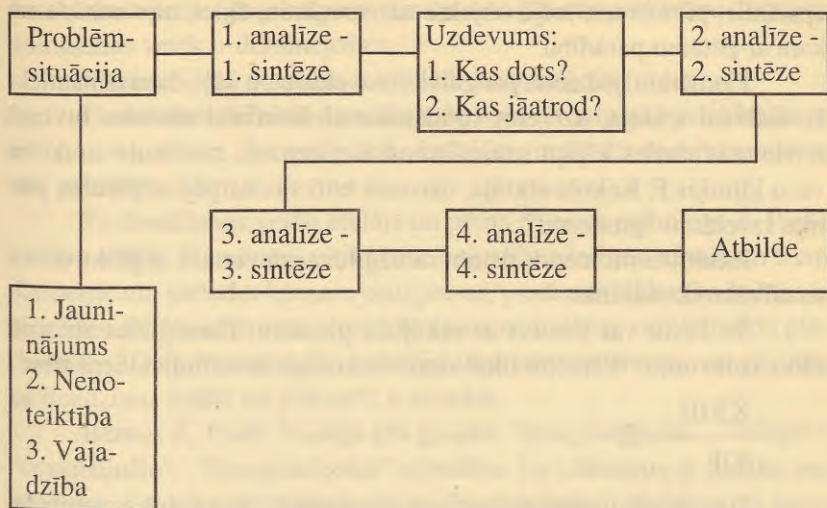 Problēm-
situācija
1. analīze -
1. sintēze
Uzdevums:
1. Kas dots?
2. Kas jāatrod?
2. analīze -
2. sintēze
3. analīze -
3. sintēze
4. analīze -
4. sintēze
Atbilde
1. Jauni-
nājums
2. Neno-
teiktība
3. Vaja-
dzība